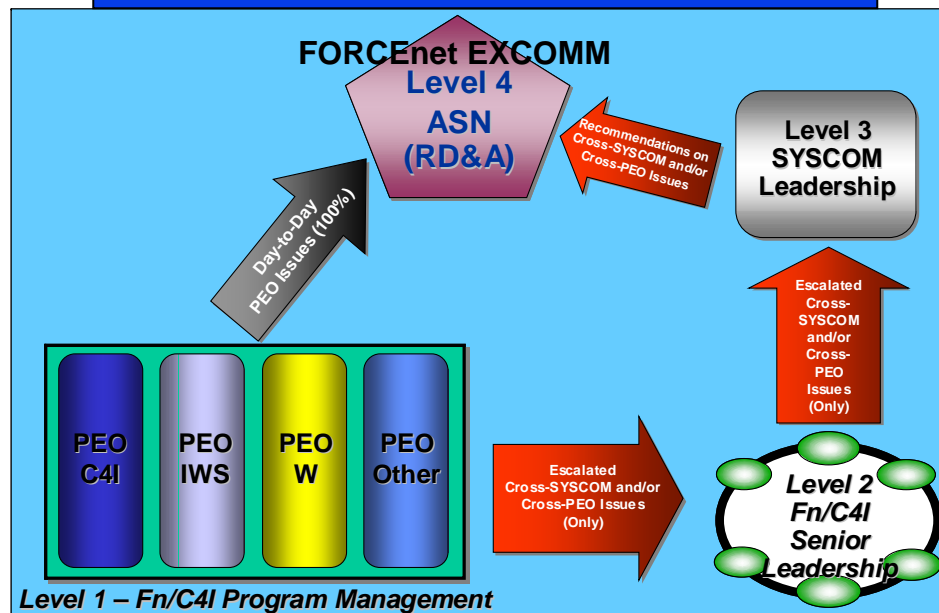 FORCEnet EXCOMM
Level 4
ASN
(RD&A)
Recommendations on
Cross-SYSCOM and/or
Cross-PEO Issues
Level 3
SYSCOM
Leadership
Day-to-Day
PEO Issues (100%)
Escalated
Cross-
SYSCOM
and/or
Cross-
PEO
Issues
(Only)
PEO
C4I
PEO
IWS
PEO
W
PEO
Other
Escalated
Cross-SYSCOM and/or
Cross-PEO Issues
(Only)
Level 2
Fn/C4I
Senior
Leadership
Level 1 – Fn/C4I Program Management